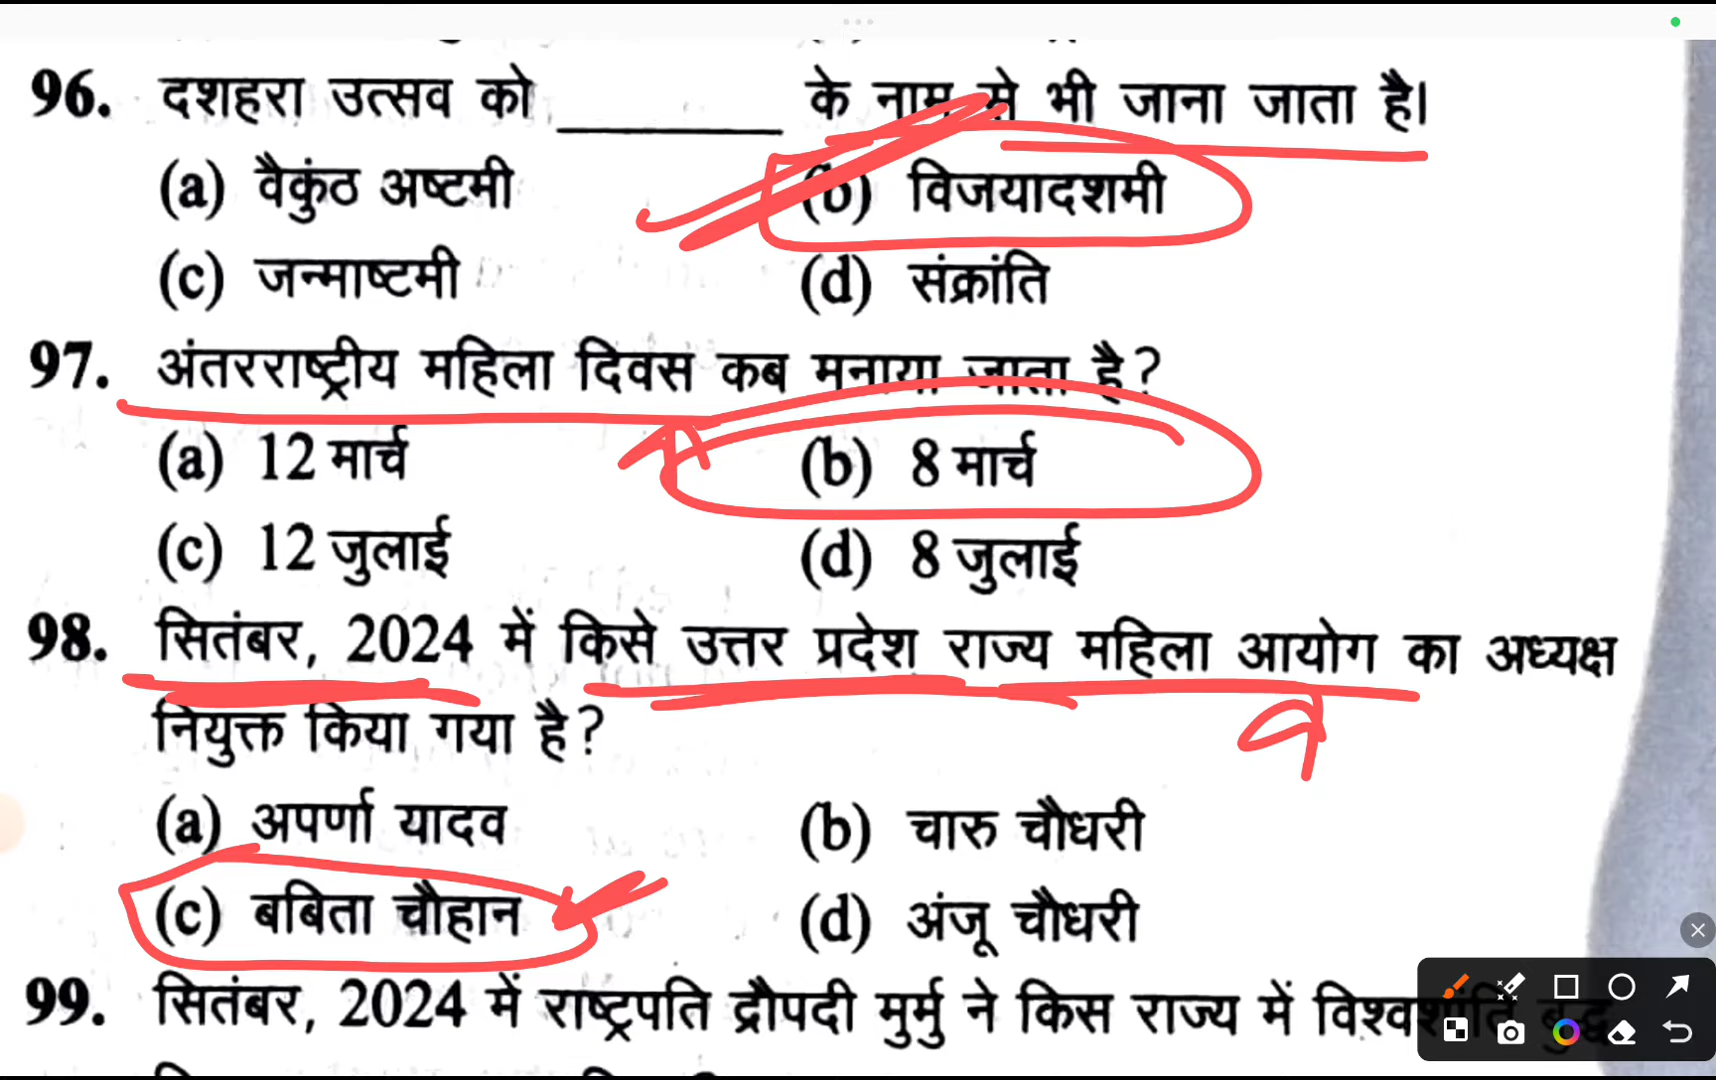 96. दशहरा उत्सव को ________ के नाम से भी जाना जाता है।
(a) वैकुंठ अष्टमी (b) विजयादशमी
(c) जन्माष्टमी (d) संक्रांति
97. अंतरराष्ट्रीय महिला दिवस कब मनाया जाता है?
(a) 12 मार्च (b) 8 मार्च
(c) 12 जुलाई (d) 8 जुलाई
98. सितंबर, 2024 में किसे उत्तर प्रदेश राज्य महिला आयोग का अध्यक्ष
नियुक्त किया गया है?
(a) अपर्णा यादव (b) चारु चौधरी
(c) बबिता चौहान (d) अंजू चौधरी
99. सितंबर, 2024 में राष्ट्रपति द्रौपदी मुर्मु ने किस राज्य में विश्वशांति बुद्ध